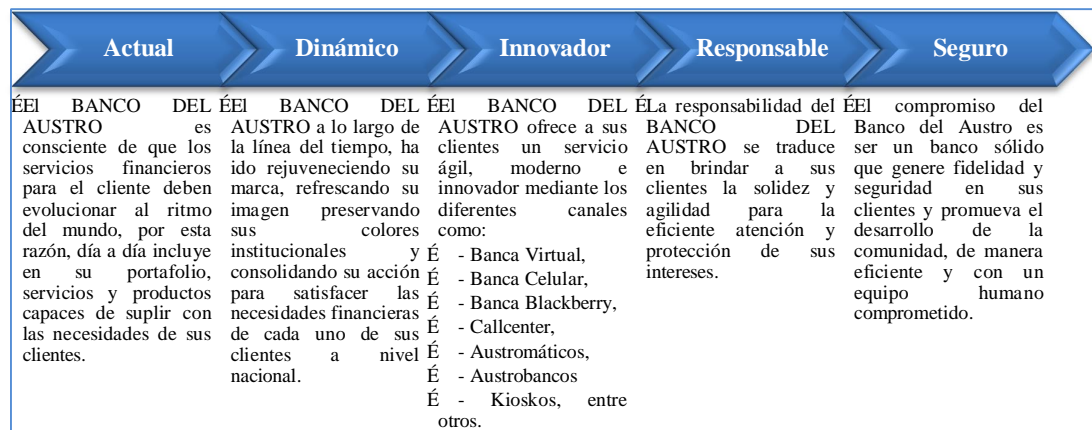 Actual
Dinámico
Innovador
Responsable
Seguro
ÉEl BANCO DEL
AUSTRO es
consciente de que los
servicios financieros
para el cliente deben
evolucionar al ritmo
del mundo, por esta
razón, día a día incluye
en su portafolio,
servicios y productos
capaces de suplir con
las necesidades de sus
clientes.
ÉEl BANCO DEL
AUSTRO a lo largo de
la línea del tiempo, ha
ido rejuveneciendo su
marca, refrescando su
imagen preservando
sus colores
institucionales y
consolidando su acción
para satisfacer las
necesidades financieras
de cada uno de sus
clientes a nivel
nacional.
ÉEl BANCO DEL
AUSTRO ofrece a sus
clientes un servicio
ágil, moderno e
innovador mediante los
diferentes canales
como:
É - Banca Virtual,
É - Banca Celular,
É - Banca Blackberry,
É - Callcenter,
É - Austromáticos,
É - Austrobancos
É - Kioskos, entre
otros.
ÉLa responsabilidad del
BANCO DEL
AUSTRO se traduce
en brindar a sus
clientes la solidez y
agilidad para la
eficiente atención y
protección de sus
intereses.
ÉEl compromiso del
Banco del Austro es
ser un banco sólido
que genere fidelidad y
seguridad en sus
clientes y promueva el
desarrollo de la
comunidad, de manera
eficiente y con un
equipo humano
comprometido.